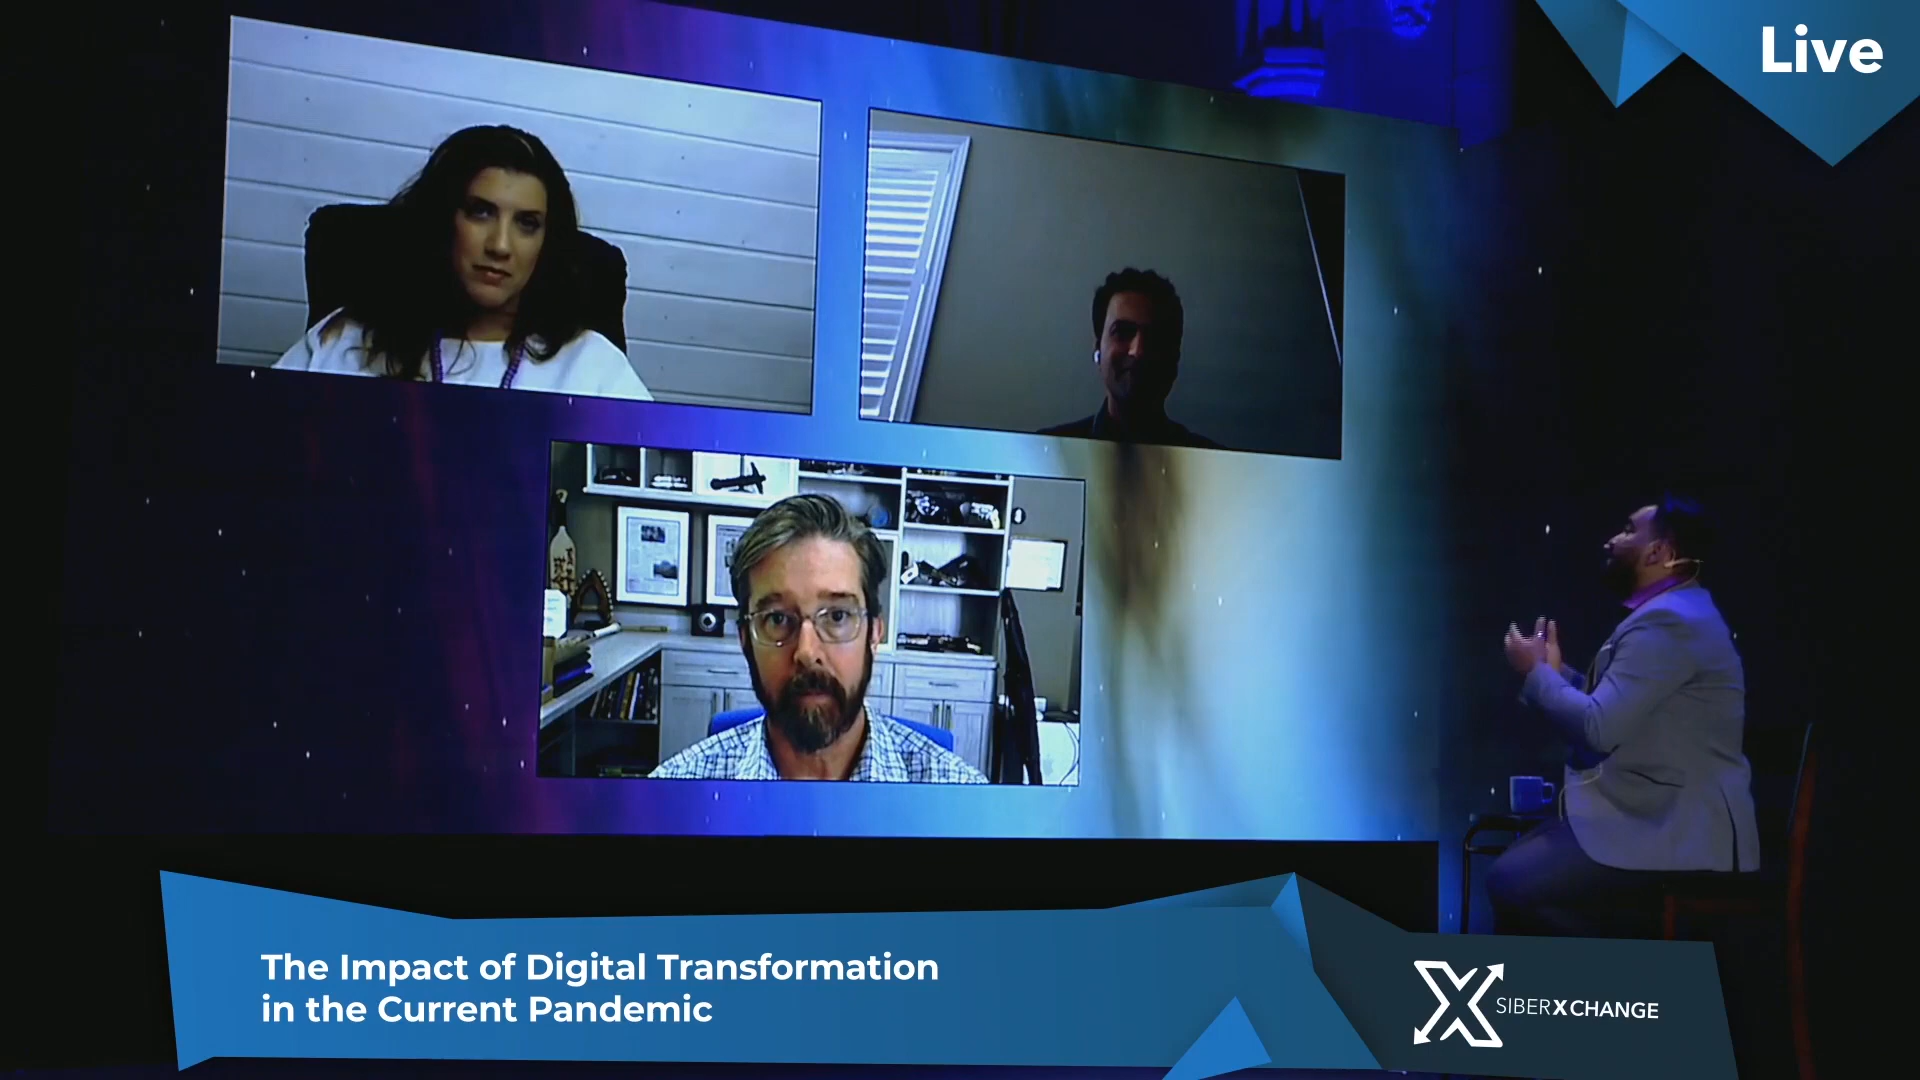 Live
The Impact of Digital Transformation
in the Current Pandemic
SIBERXCHANGE